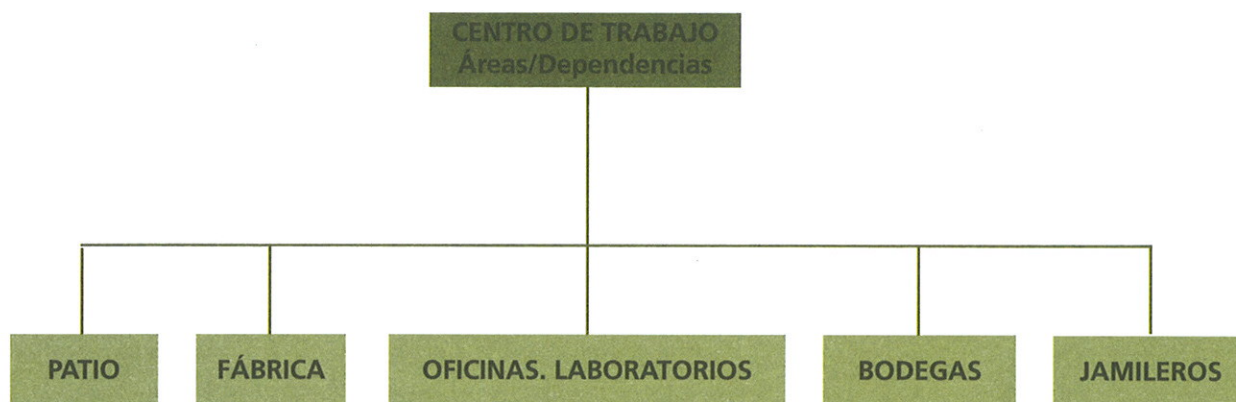 CENTRO DE TRABAJO
Áreas/Dependencias
PATIO
FÁBRICA
OFICINAS. LABORATORIOS
BODEGAS
JAMILEROS